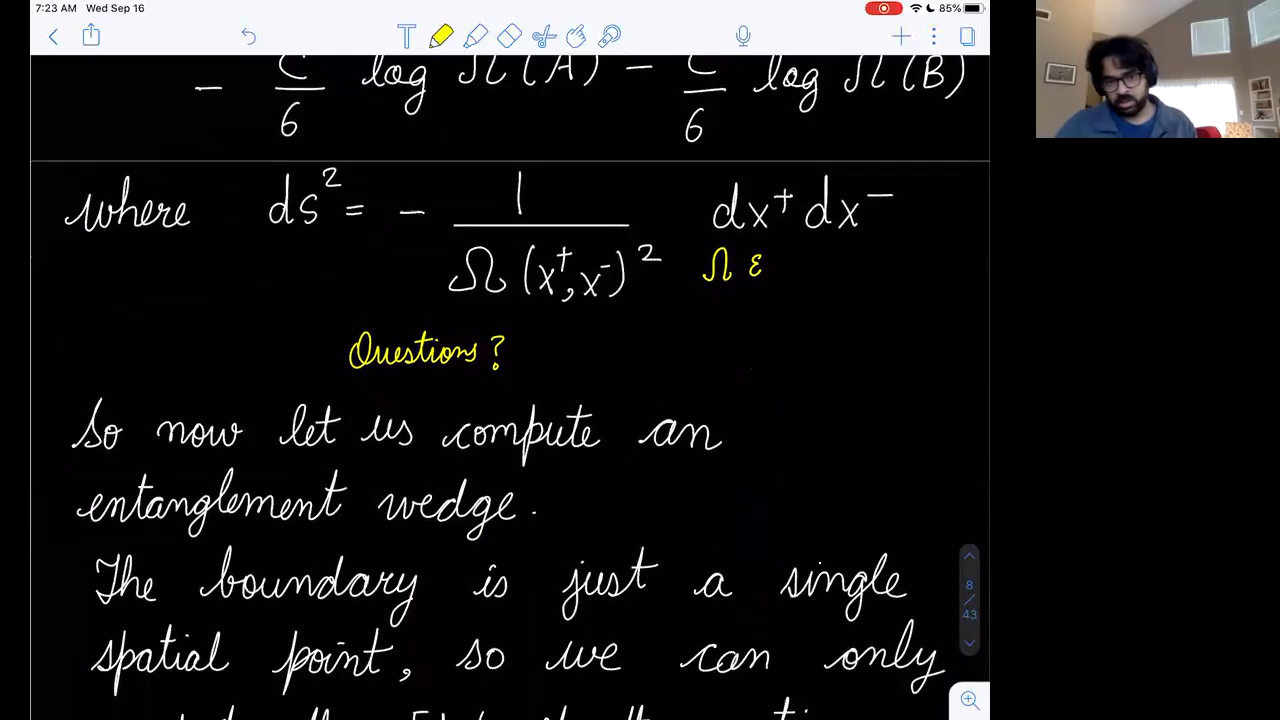 7:23 AM Wed Sep 16 85%
T
− C/6 log Ω(A) − C/6 log Ω(B)
where ds² = − 1/Ω(x⁺,x⁻)² dx⁺ dx⁻
Ω ε
Questions?
So now let us compute an
entanglement wedge.
The boundary is just a single
8
/
43
spatial point, so we can only